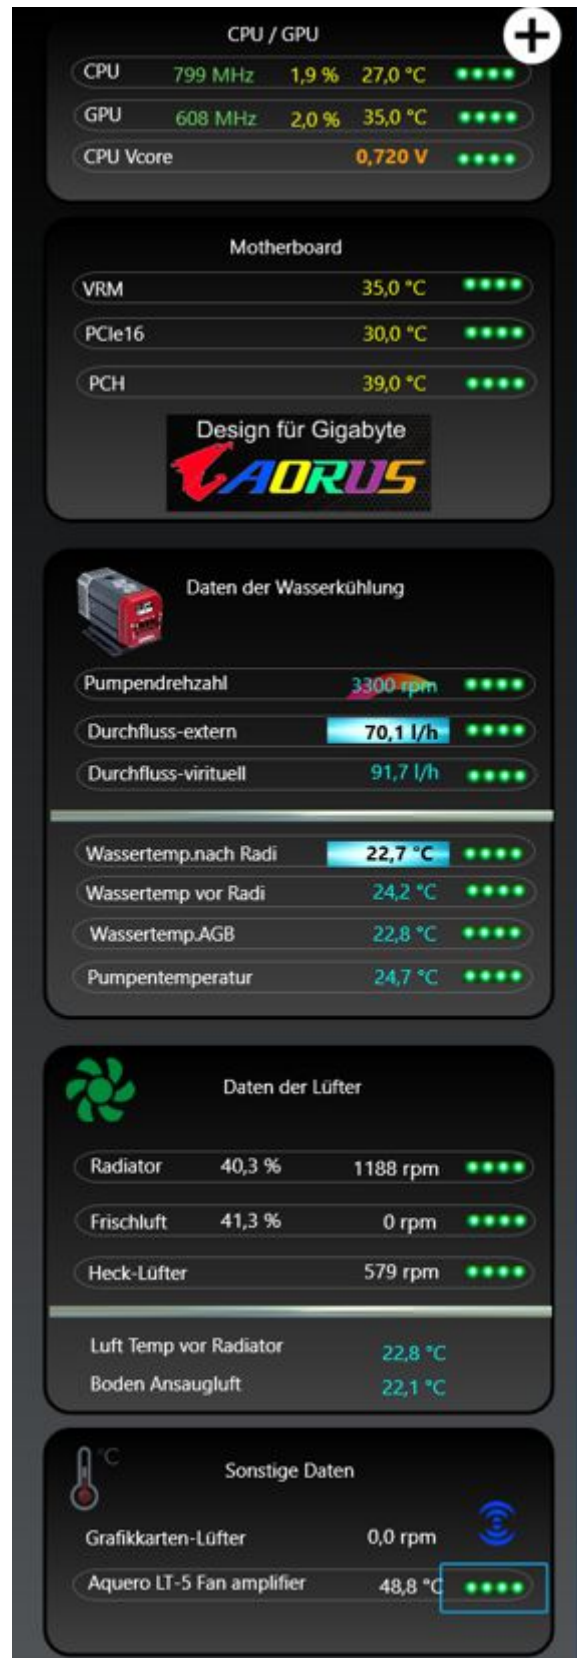 CPU / GPU
CPU 799 MHz 1,9 % 27,0 °C
GPU 608 MHz 2,0 % 35,0 °C
CPU Vcore 0,720 V
Motherboard
VRM 35,0 °C
PCIe16 30,0 °C
PCH 39,0 °C
Design für Gigabyte
AORUS
Daten der Wasserkühlung
Pumpendrehzahl 3300 rpm
Durchfluss-extern 70,1 l/h
Durchfluss-virituell 91,7 l/h
Wassertemp.nach Radi 22,7 °C
Wassertemp vor Radi 24,2 °C
Wassertemp.AGB 22,8 °C
Pumpentemperatur 24,7 °C
Daten der Lüfter
Radiator 40,3 % 1188 rpm
Frischluft 41,3 % 0 rpm
Heck-Lüfter 579 rpm
Luft Temp vor Radiator 22,8 °C
Boden Ansaugluft 22,1 °C
°C
Sonstige Daten
Grafikkarten-Lüfter 0,0 rpm
Aquero LT-5 Fan amplifier 48,8 °C